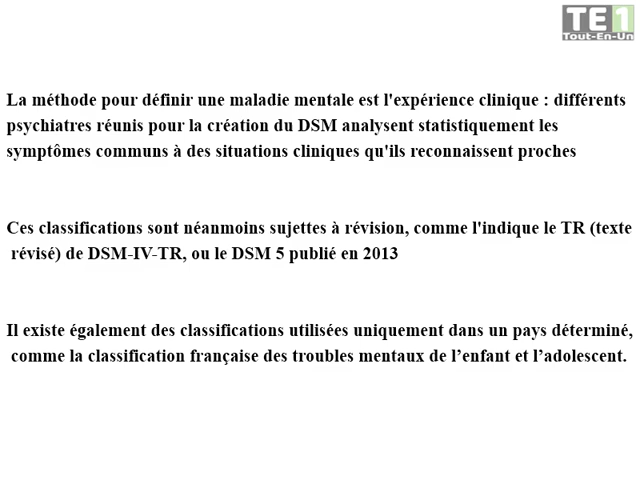 TE1
Tout-En-Un
La méthode pour définir une maladie mentale est l'expérience clinique : différents
psychiatres réunis pour la création du DSM analysent statistiquement les
symptômes communs à des situations cliniques qu'ils reconnaissent proches
Ces classifications sont néanmoins sujettes à révision, comme l'indique le TR (texte
révisé) de DSM-IV-TR, ou le DSM 5 publié en 2013
Il existe également des classifications utilisées uniquement dans un pays déterminé,
comme la classification française des troubles mentaux de l’enfant et l’adolescent.